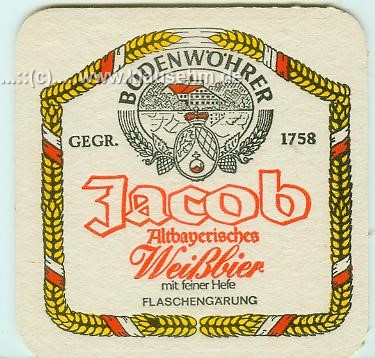 BODENWÖHRER
GEGR. 1758
Jacob
Altbayerisches
Weißbier
mit feiner Hefe
FLASCHENGÄRUNG